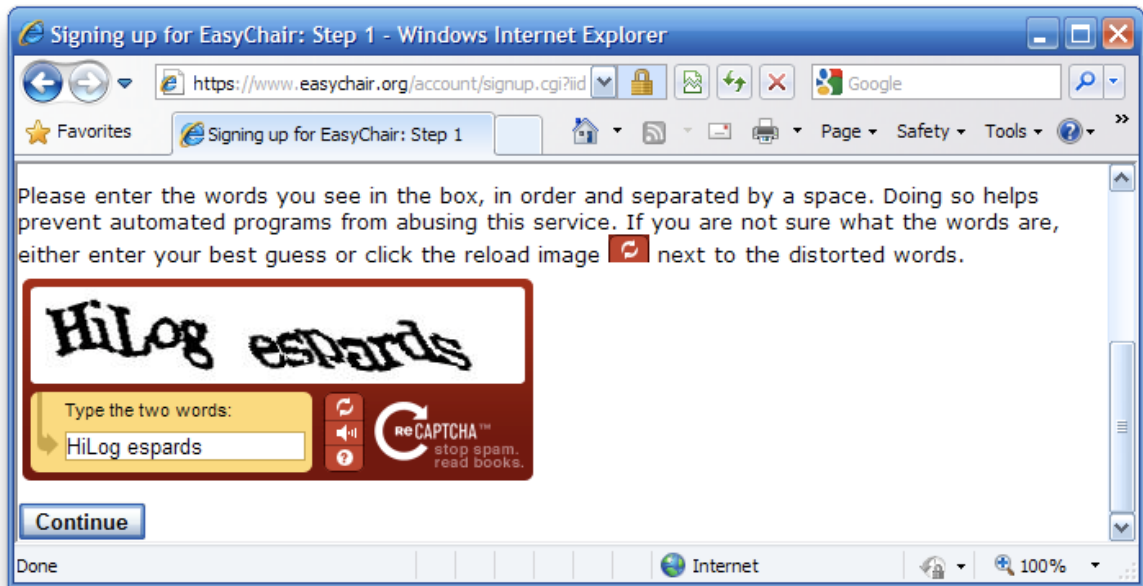 Signing up for EasyChair: Step 1 - Windows Internet Explorer
https://www.easychair.org/account/signup.cgi?iid
Google
Favorites
Signing up for EasyChair: Step 1
Page
Safety
Tools
Please enter the words you see in the box, in order and separated by a space. Doing so helps
prevent automated programs from abusing this service. If you are not sure what the words are,
either enter your best guess or click the reload image next to the distorted words.
HiLog espards
Type the two words:
HiLog espards
reCAPTCHA™
stop spam.
read books.
Continue
Done
Internet
100%